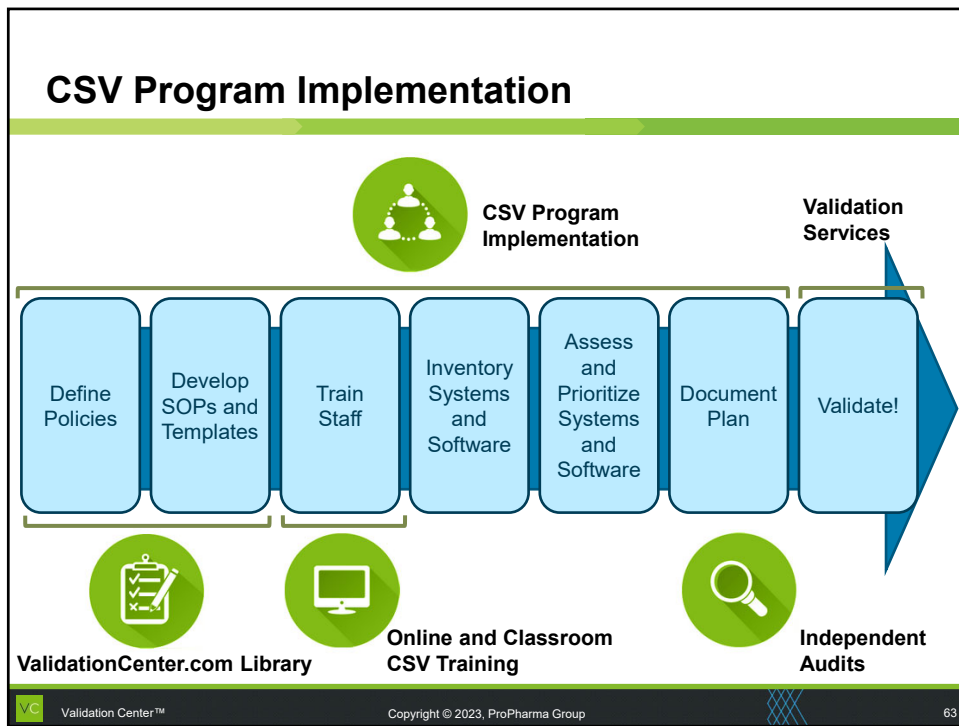 CSV Program Implementation
CSV Program
Implementation
Validation
Services
Define
Policies
Develop
SOPs and
Templates
Train
Staff
Inventory
Systems
and
Software
Assess
and
Prioritize
Systems
and
Software
Document
Plan
Validate!
ValidationCenter.com Library
Online and Classroom
CSV Training
Independent
Audits
VC
Validation Center™
Copyright © 2023, ProPharma Group
63